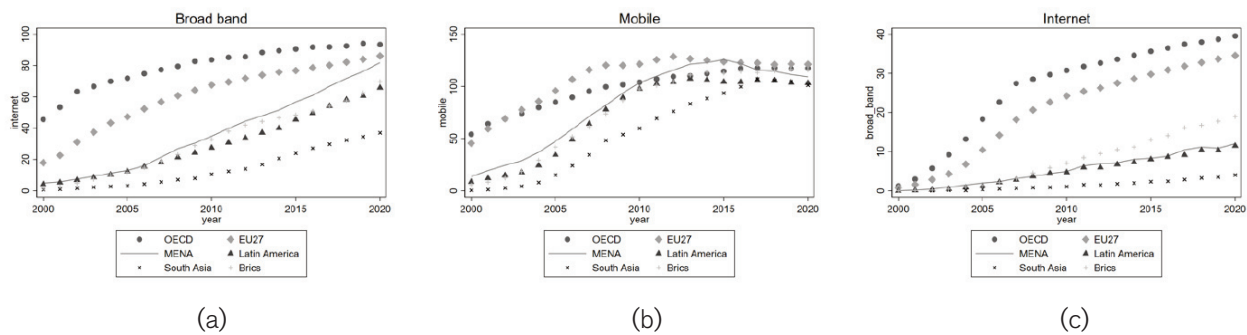 Broad band
internet
0 20 40 60 80 100
2000 2005 2010 2015 2020
year
OECD EU27
MENA Latin America
South Asia Brics
(a)
Mobile
mobile
0 50 100 150
2000 2005 2010 2015 2020
year
OECD EU27
MENA Latin America
South Asia Brics
(b)
Internet
broad_band
0 10 20 30 40
2000 2005 2010 2015 2020
year
OECD EU27
MENA Latin America
South Asia Brics
(c)